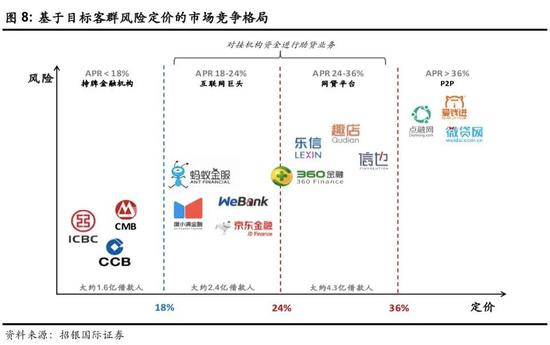 图 8: 基于目标客群风险定价的市场竞争格局
对接机构资金进行助贷业务
风险
APR < 18%
持牌金融机构
APR 18-24%
互联网巨头
APR 24-36%
网贷平台
APR > 36%
P2P
趣店
Qudian
乐信
LEXIN
信也
FINVOLUTION
爱钱进
点融网
Dianrong.com
微贷网
weidai.com.cn
蚂蚁金服
ANT FINANCIAL
360金融
360 Finance
ICBC
CMB
CCB
WeBank
度小满金融
京东金融
JD Finance
大约1.6亿借款人
大约2.4亿借款人
大约4.3亿借款人
18%
24%
36%
定价
资料来源：招银国际证券